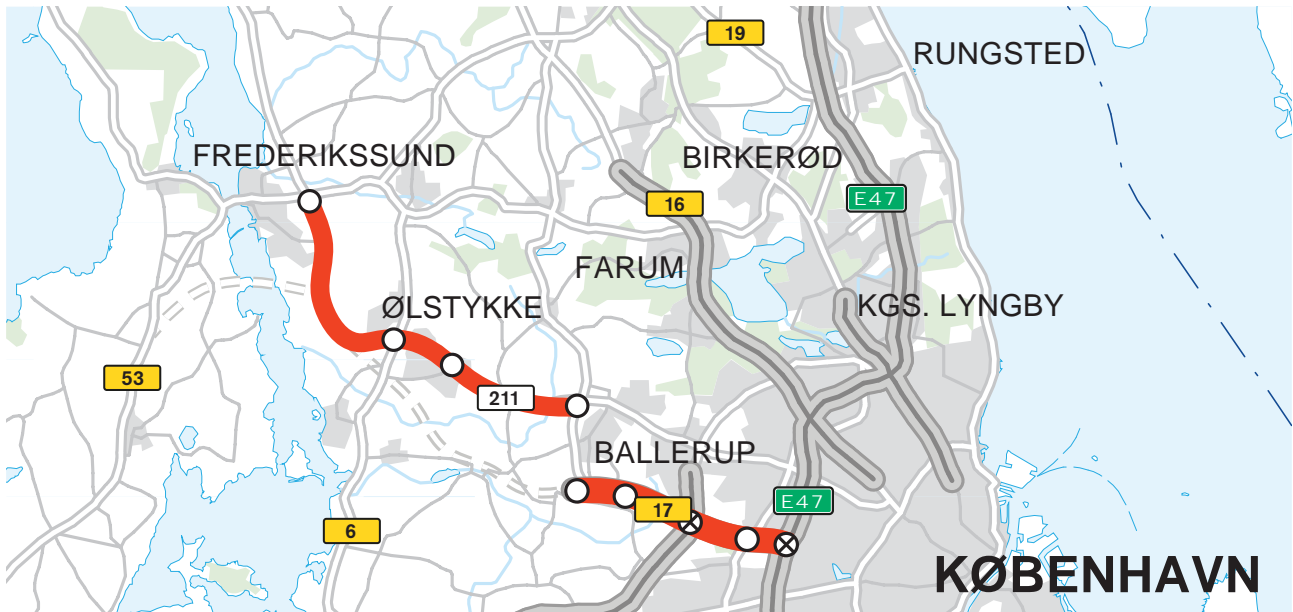 19
RUNGSTED
FREDERIKSSUND
BIRKERØD
16
E47
FARUM
ØLSTYKKE
KGS. LYNGBY
53
211
BALLERUP
17
E47
6
KØBENHAVN